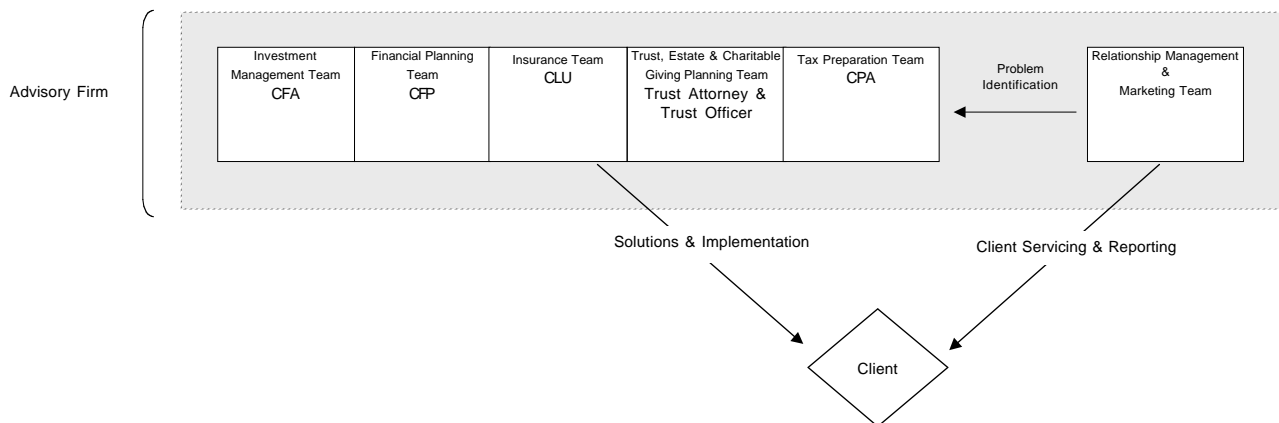 Advisory Firm
Investment
Management Team
CFA
Financial Planning
Team
CFP
Insurance Team
CLU
Trust, Estate & Charitable
Giving Planning Team
Trust Attorney &
Trust Officer
Tax Preparation Team
CPA
Problem
Identification
Relationship Management
&
Marketing Team
Solutions & Implementation
Client Servicing & Reporting
Client